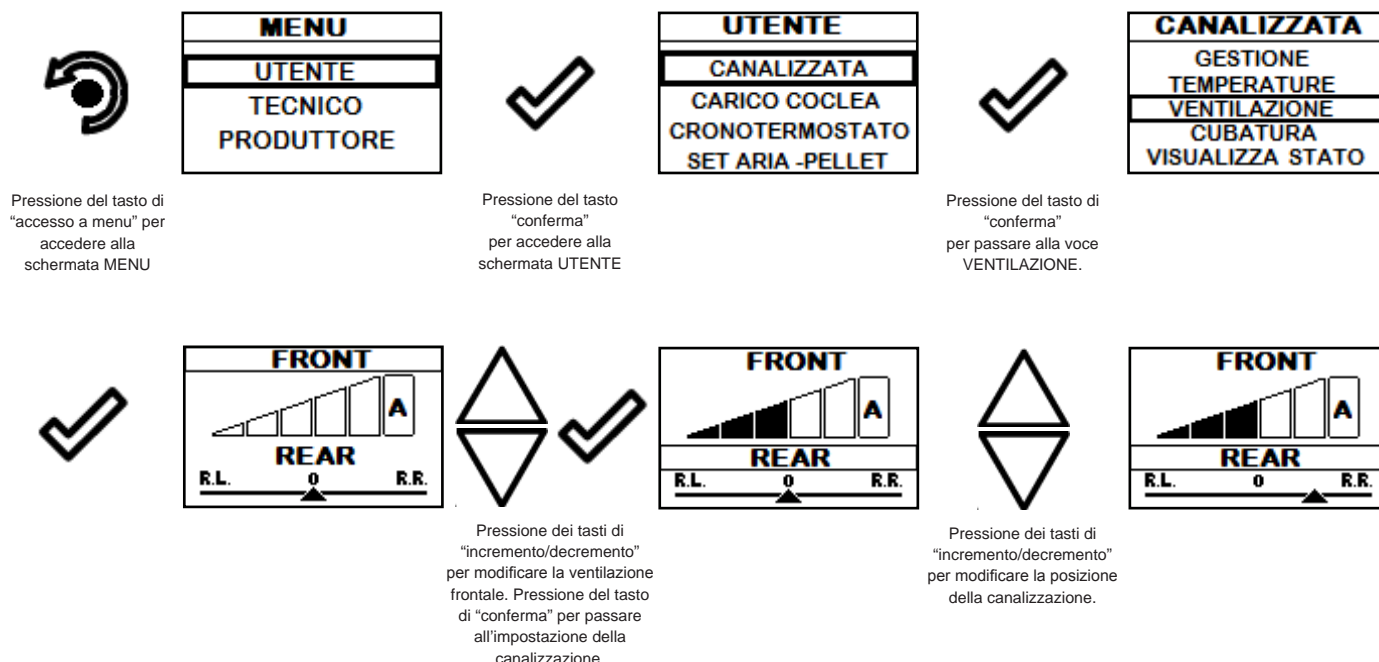 MENU
UTENTE
TECNICO
PRODUTTORE
UTENTE
CANALIZZATA
CARICO COCLEA
CRONOTERMOSTATO
SET ARIA -PELLET
CANALIZZATA
GESTIONE
TEMPERATURE
VENTILAZIONE
CUBATURA
VISUALIZZA STATO
Pressione del tasto di
“accesso a menu” per
accedere alla
schermata MENU
Pressione del tasto
“conferma”
per accedere alla
schermata UTENTE
Pressione del tasto di
“conferma”
per passare alla voce
VENTILAZIONE.
FRONT
A
REAR
R.L. 0 R.R.
FRONT
A
REAR
R.L. 0 R.R.
FRONT
A
REAR
R.L. 0 R.R.
Pressione dei tasti di
“incremento/decremento”
per modificare la ventilazione
frontale. Pressione del tasto
di “conferma” per passare
all’impostazione della
canalizzazione
Pressione dei tasti di
“incremento/decremento”
per modificare la posizione
della canalizzazione.